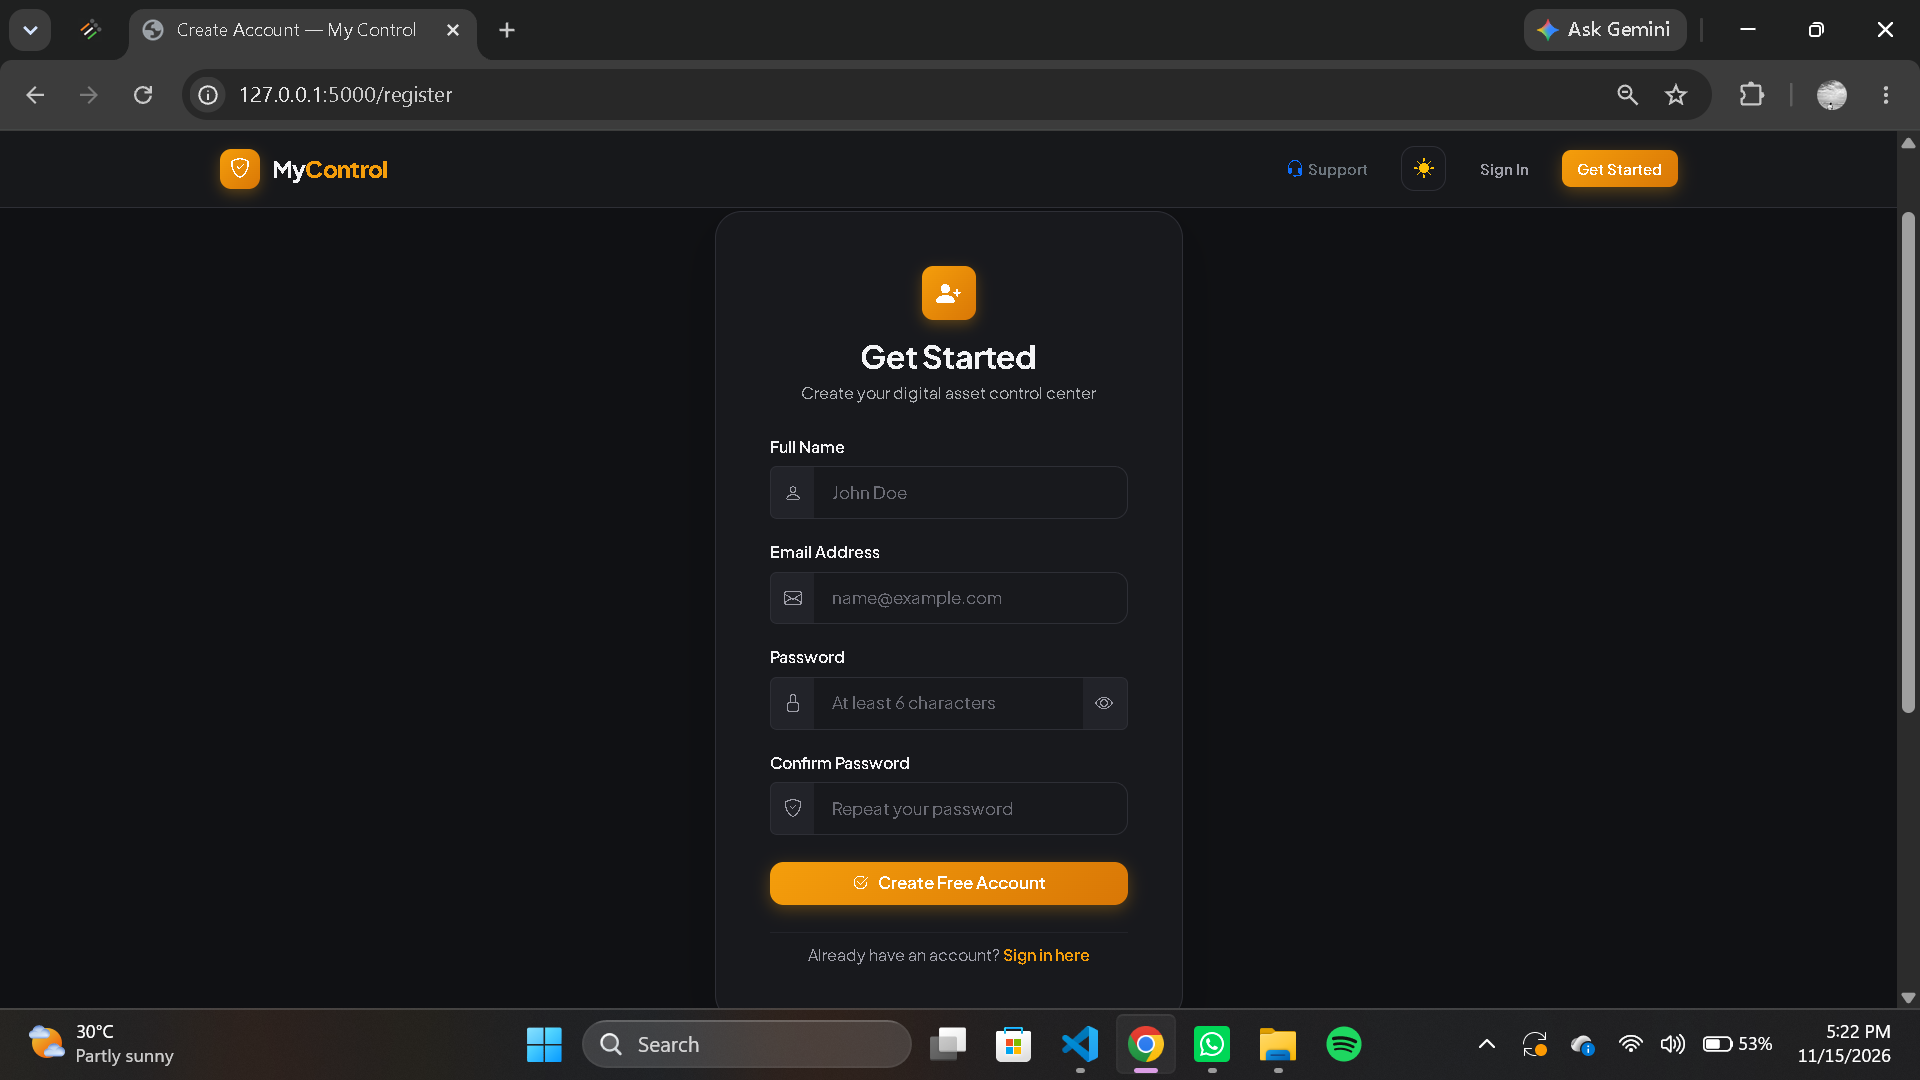 Create Account — My Control
Ask Gemini
127.0.0.1:5000/register
MyControl
Support
Sign In
Get Started
Get Started
Create your digital asset control center
Full Name
John Doe
Email Address
name@example.com
Password
At least 6 characters
Confirm Password
Repeat your password
Create Free Account
Already have an account? Sign in here
30°C
Partly sunny
Search
53%
5:22 PM
11/15/2026